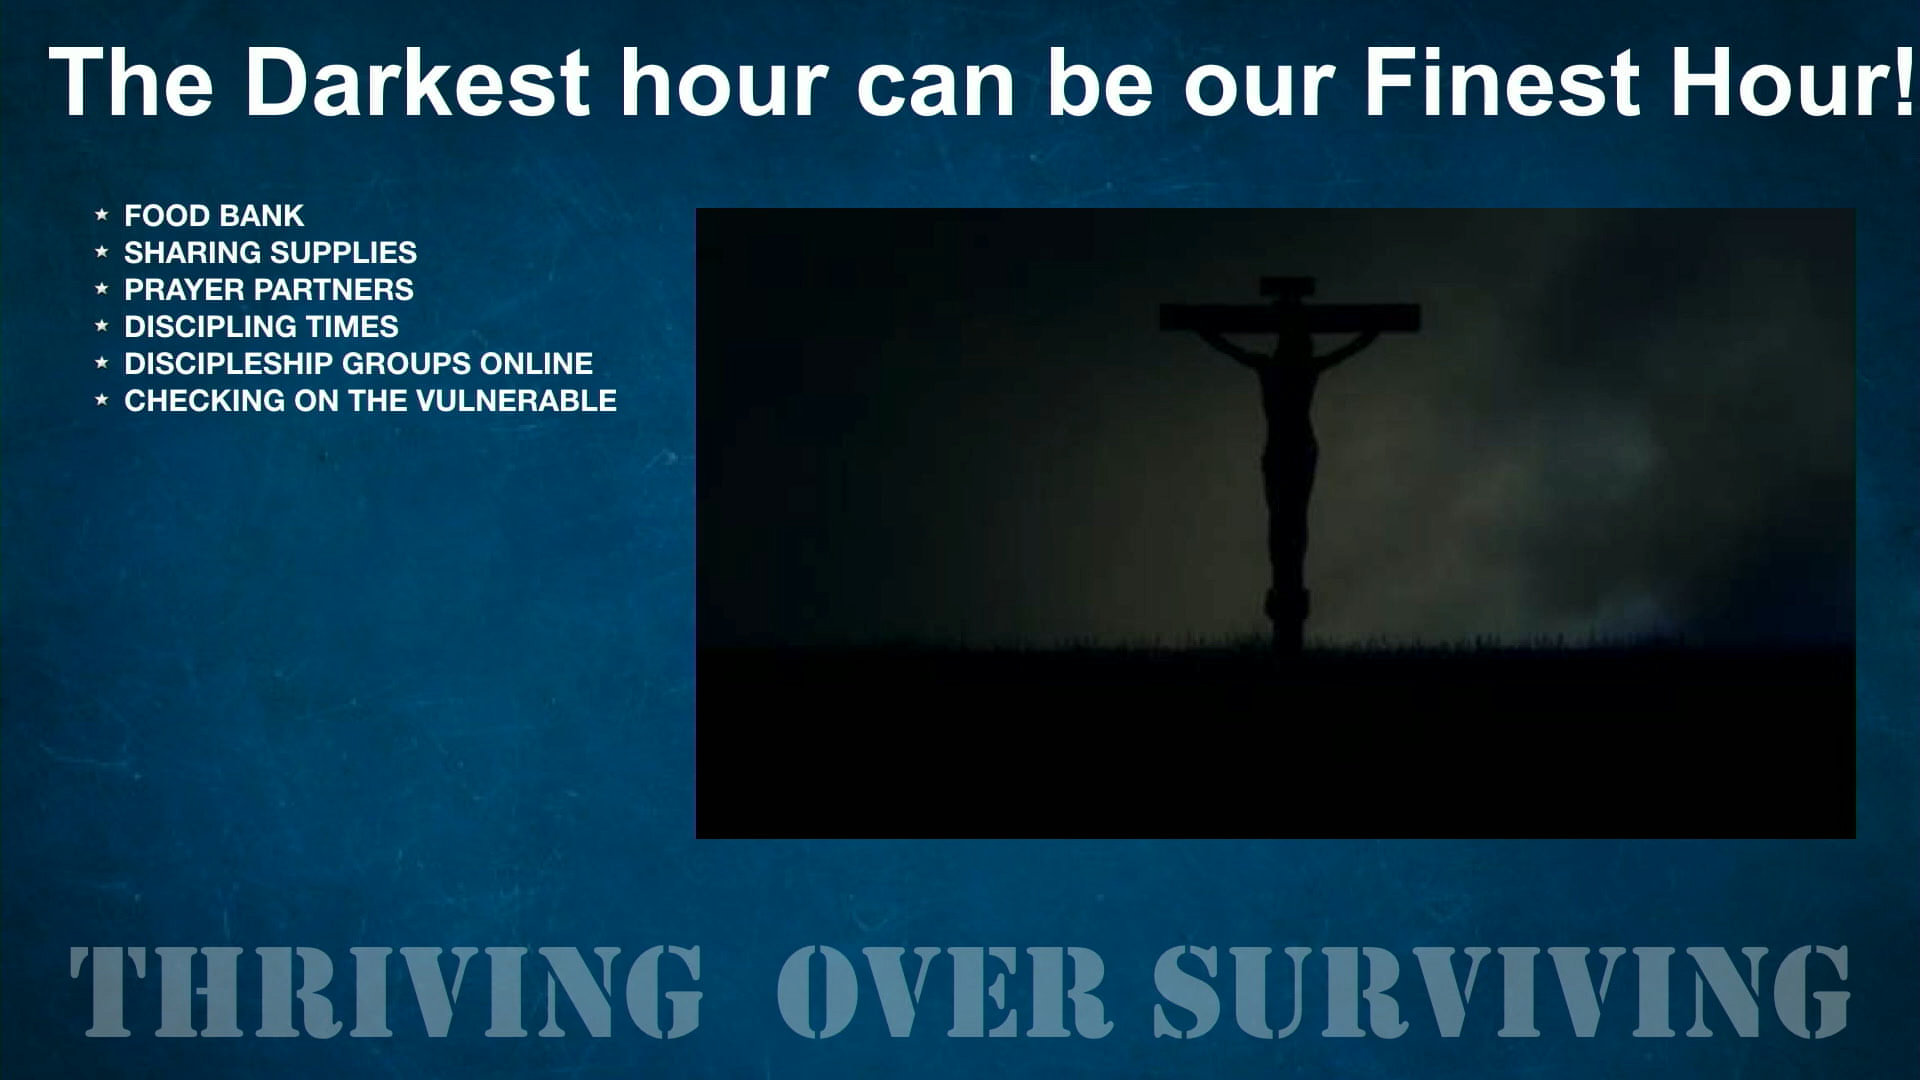 The Darkest hour can be our Finest Hour!
FOOD BANK
SHARING SUPPLIES
PRAYER PARTNERS
DISCIPLING TIMES
DISCIPLESHIP GROUPS ONLINE
CHECKING ON THE VULNERABLE
THRIVING OVER SURVIVING